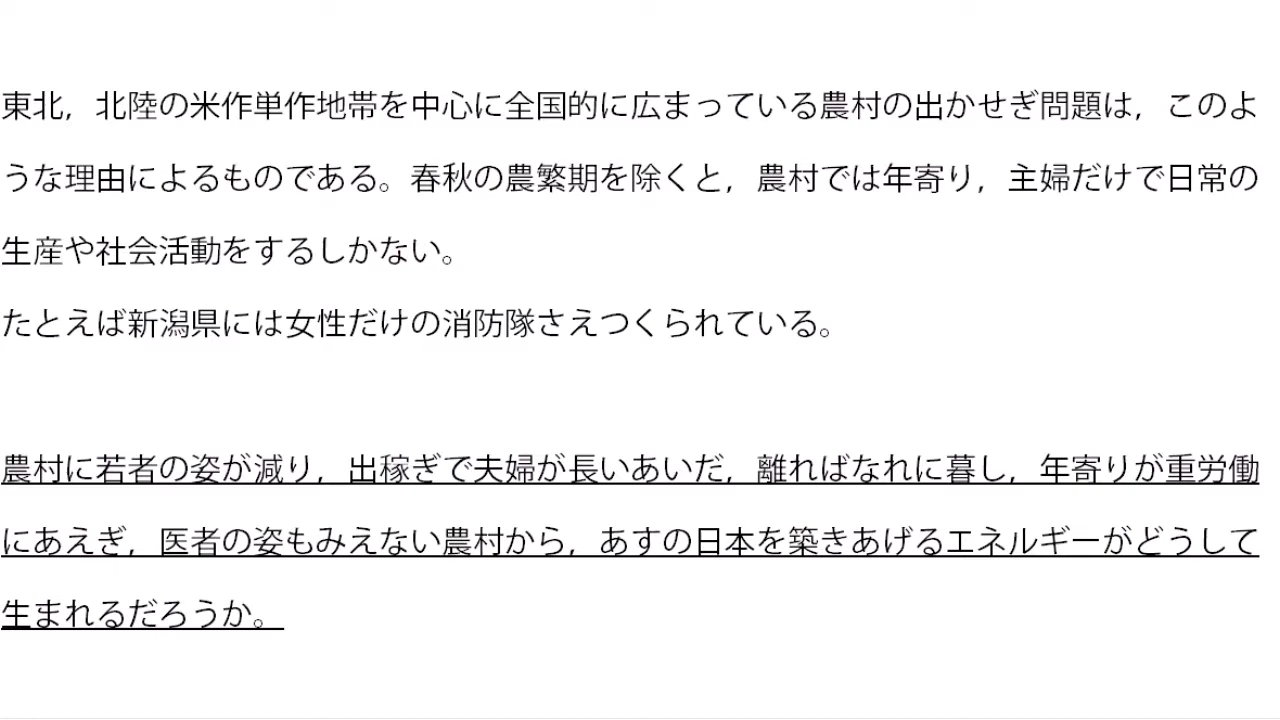 東北，北陸の米作単作地帯を中心に全国的に広まっている農村の出かせぎ問題は，このよ
うな理由によるものである。春秋の農繁期を除くと，農村では年寄り，主婦だけで日常の
生産や社会活動をするしかない。
たとえば新潟県には女性だけの消防隊さえつくられている。
農村に若者の姿が減り，出稼ぎで夫婦が長いあいだ，離ればなれに暮し，年寄りが重労働
にあえぎ，医者の姿もみえない農村から，あすの日本を築きあげるエネルギーがどうして
生まれるだろうか。